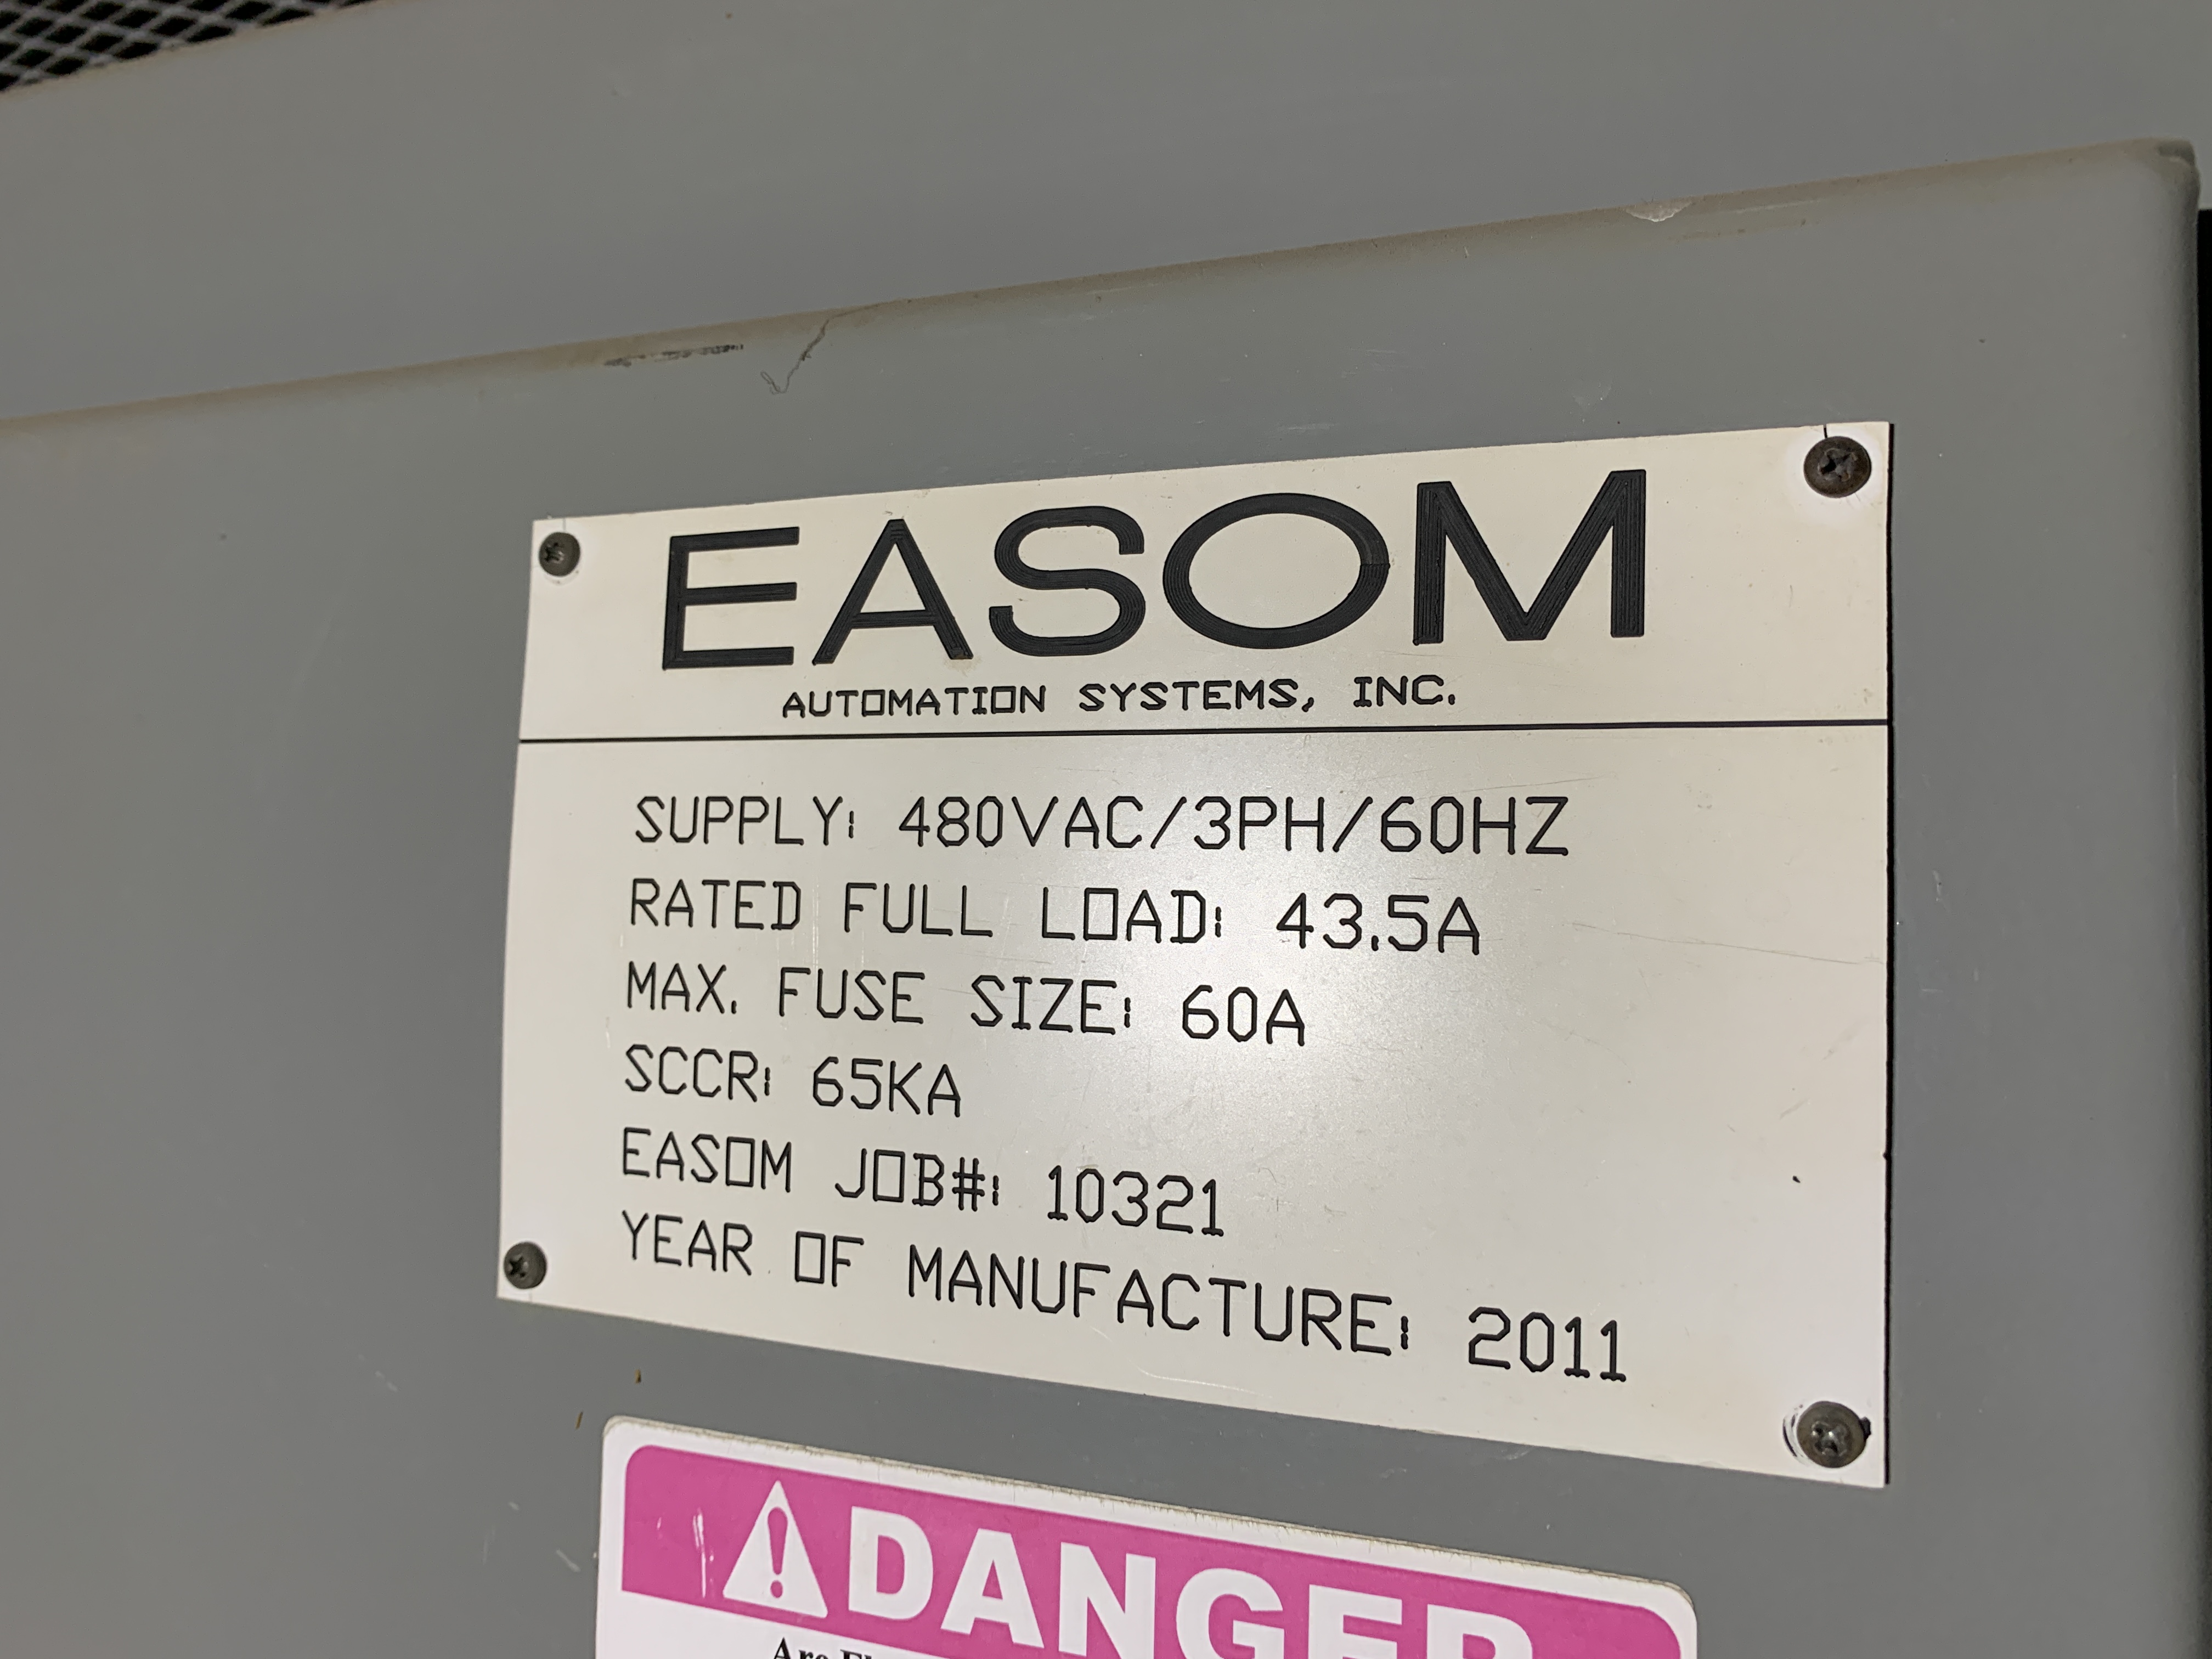 EASOM
AUTOMATION SYSTEMS, INC.
SUPPLY: 480VAC/3PH/60HZ
RATED FULL LOAD: 43.5A
MAX. FUSE SIZE: 60A
SCCR: 65KA
EASOM JOB#: 10321
YEAR OF MANUFACTURE: 2011
DANGER